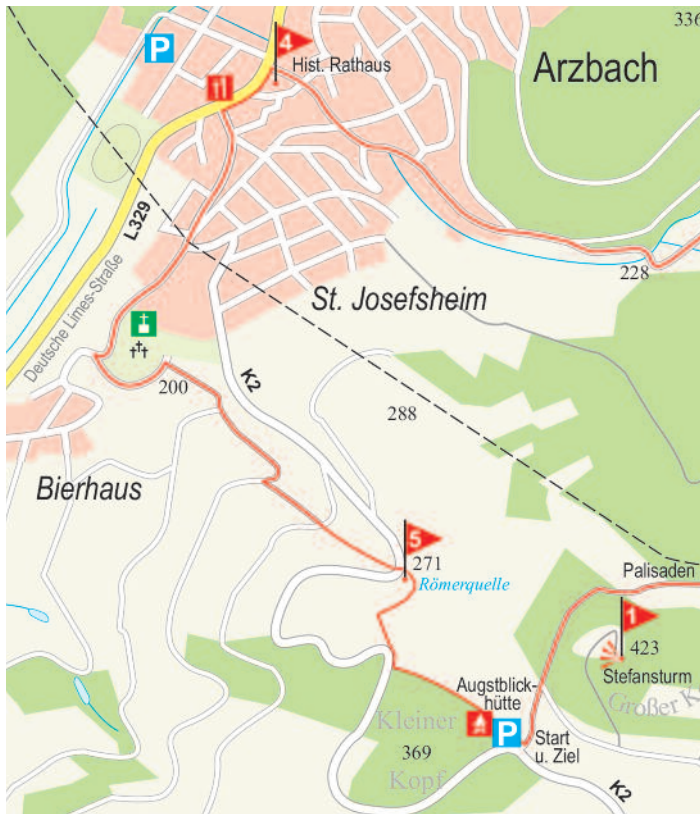 336
P
4
Hist. Rathaus
Arzbach
L329
Deutsche Limes-Straße
228
St. Josefsheim
200
K2
288
Bierhaus
5
271
Römerquelle
Palisaden
1
423
Stefansturm
Großer K
Augstblick-
hütte
Kleiner
P
Start
u. Ziel
369
Kopf
K2